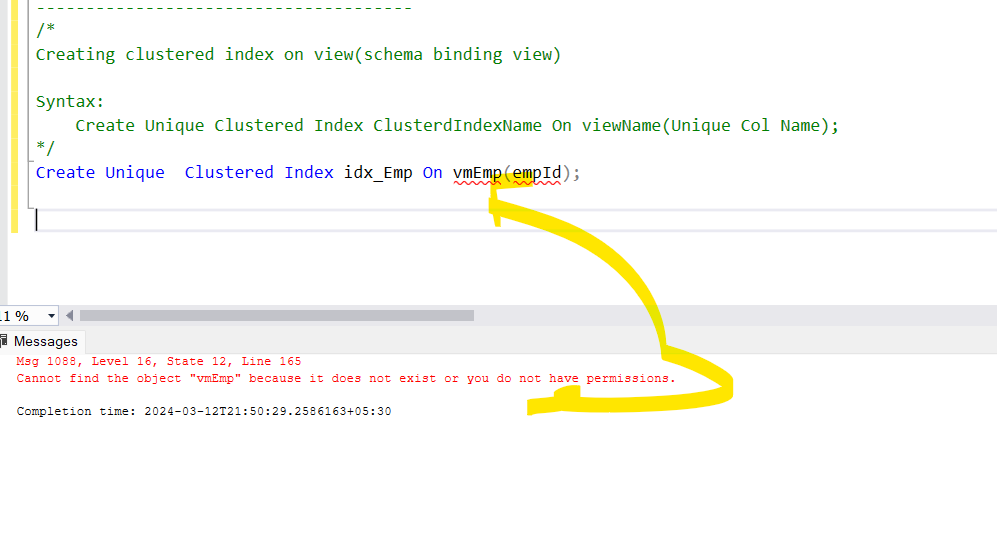 --------------------------------------
/*
Creating clustered index on view(schema binding view)
Syntax:
Create Unique Clustered Index ClusterdIndexName On viewName(Unique Col Name);
*/
Create Unique  Clustered Index idx_Emp On vmEmp(empId);
11 %
Messages
Msg 1088, Level 16, State 12, Line 165
Cannot find the object "vmEmp" because it does not exist or you do not have permissions.
Completion time: 2024-03-12T21:50:29.2586163+05:30